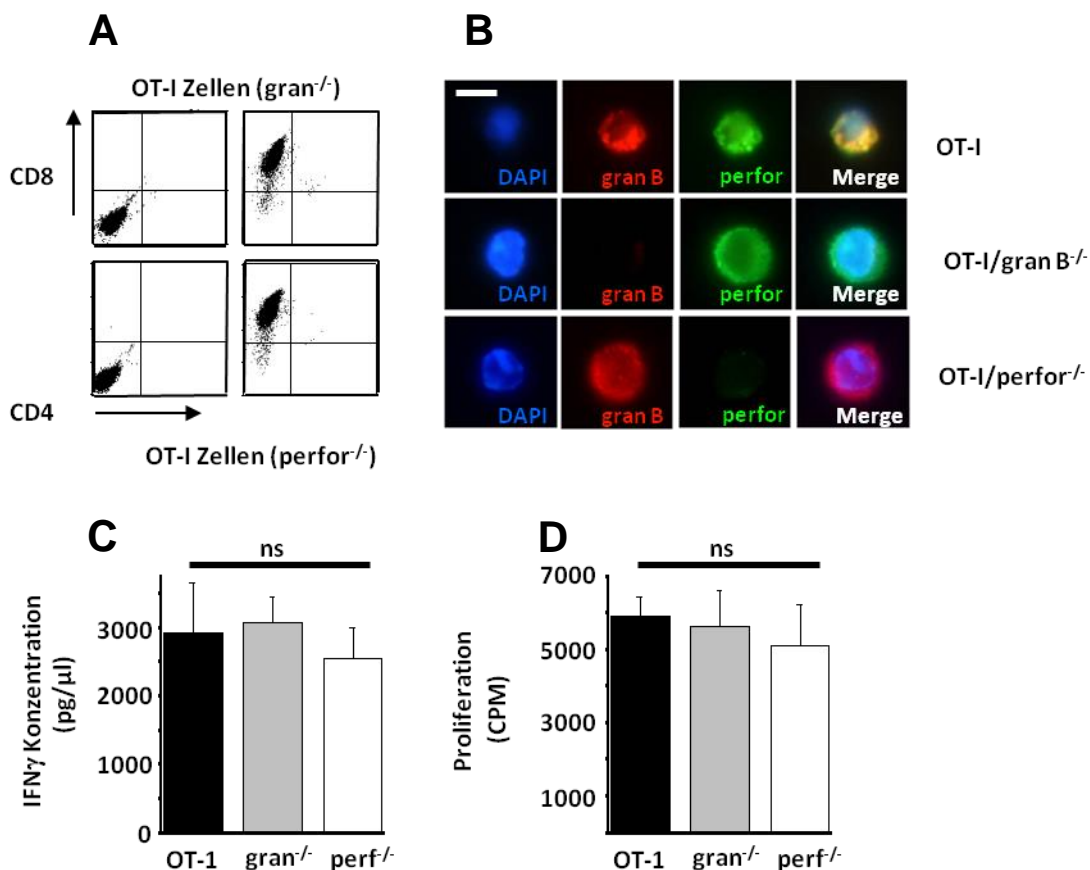 A
OT-I Zellen (gran-/-)
CD8
CD4
OT-I Zellen (perfor-/-)
B
DAPI gran B perfor Merge OT-I
DAPI gran B perfor Merge OT-I/gran B-/-
DAPI gran B perfor Merge OT-I/perfor-/-
C
ns
IFNγ Konzentration
(pg/µl)
3000
2000
1000
0
OT-1 gran-/- perf-/-
D
ns
Proliferation
(CPM)
7000
5000
3000
1000
OT-1 gran-/- perf-/-